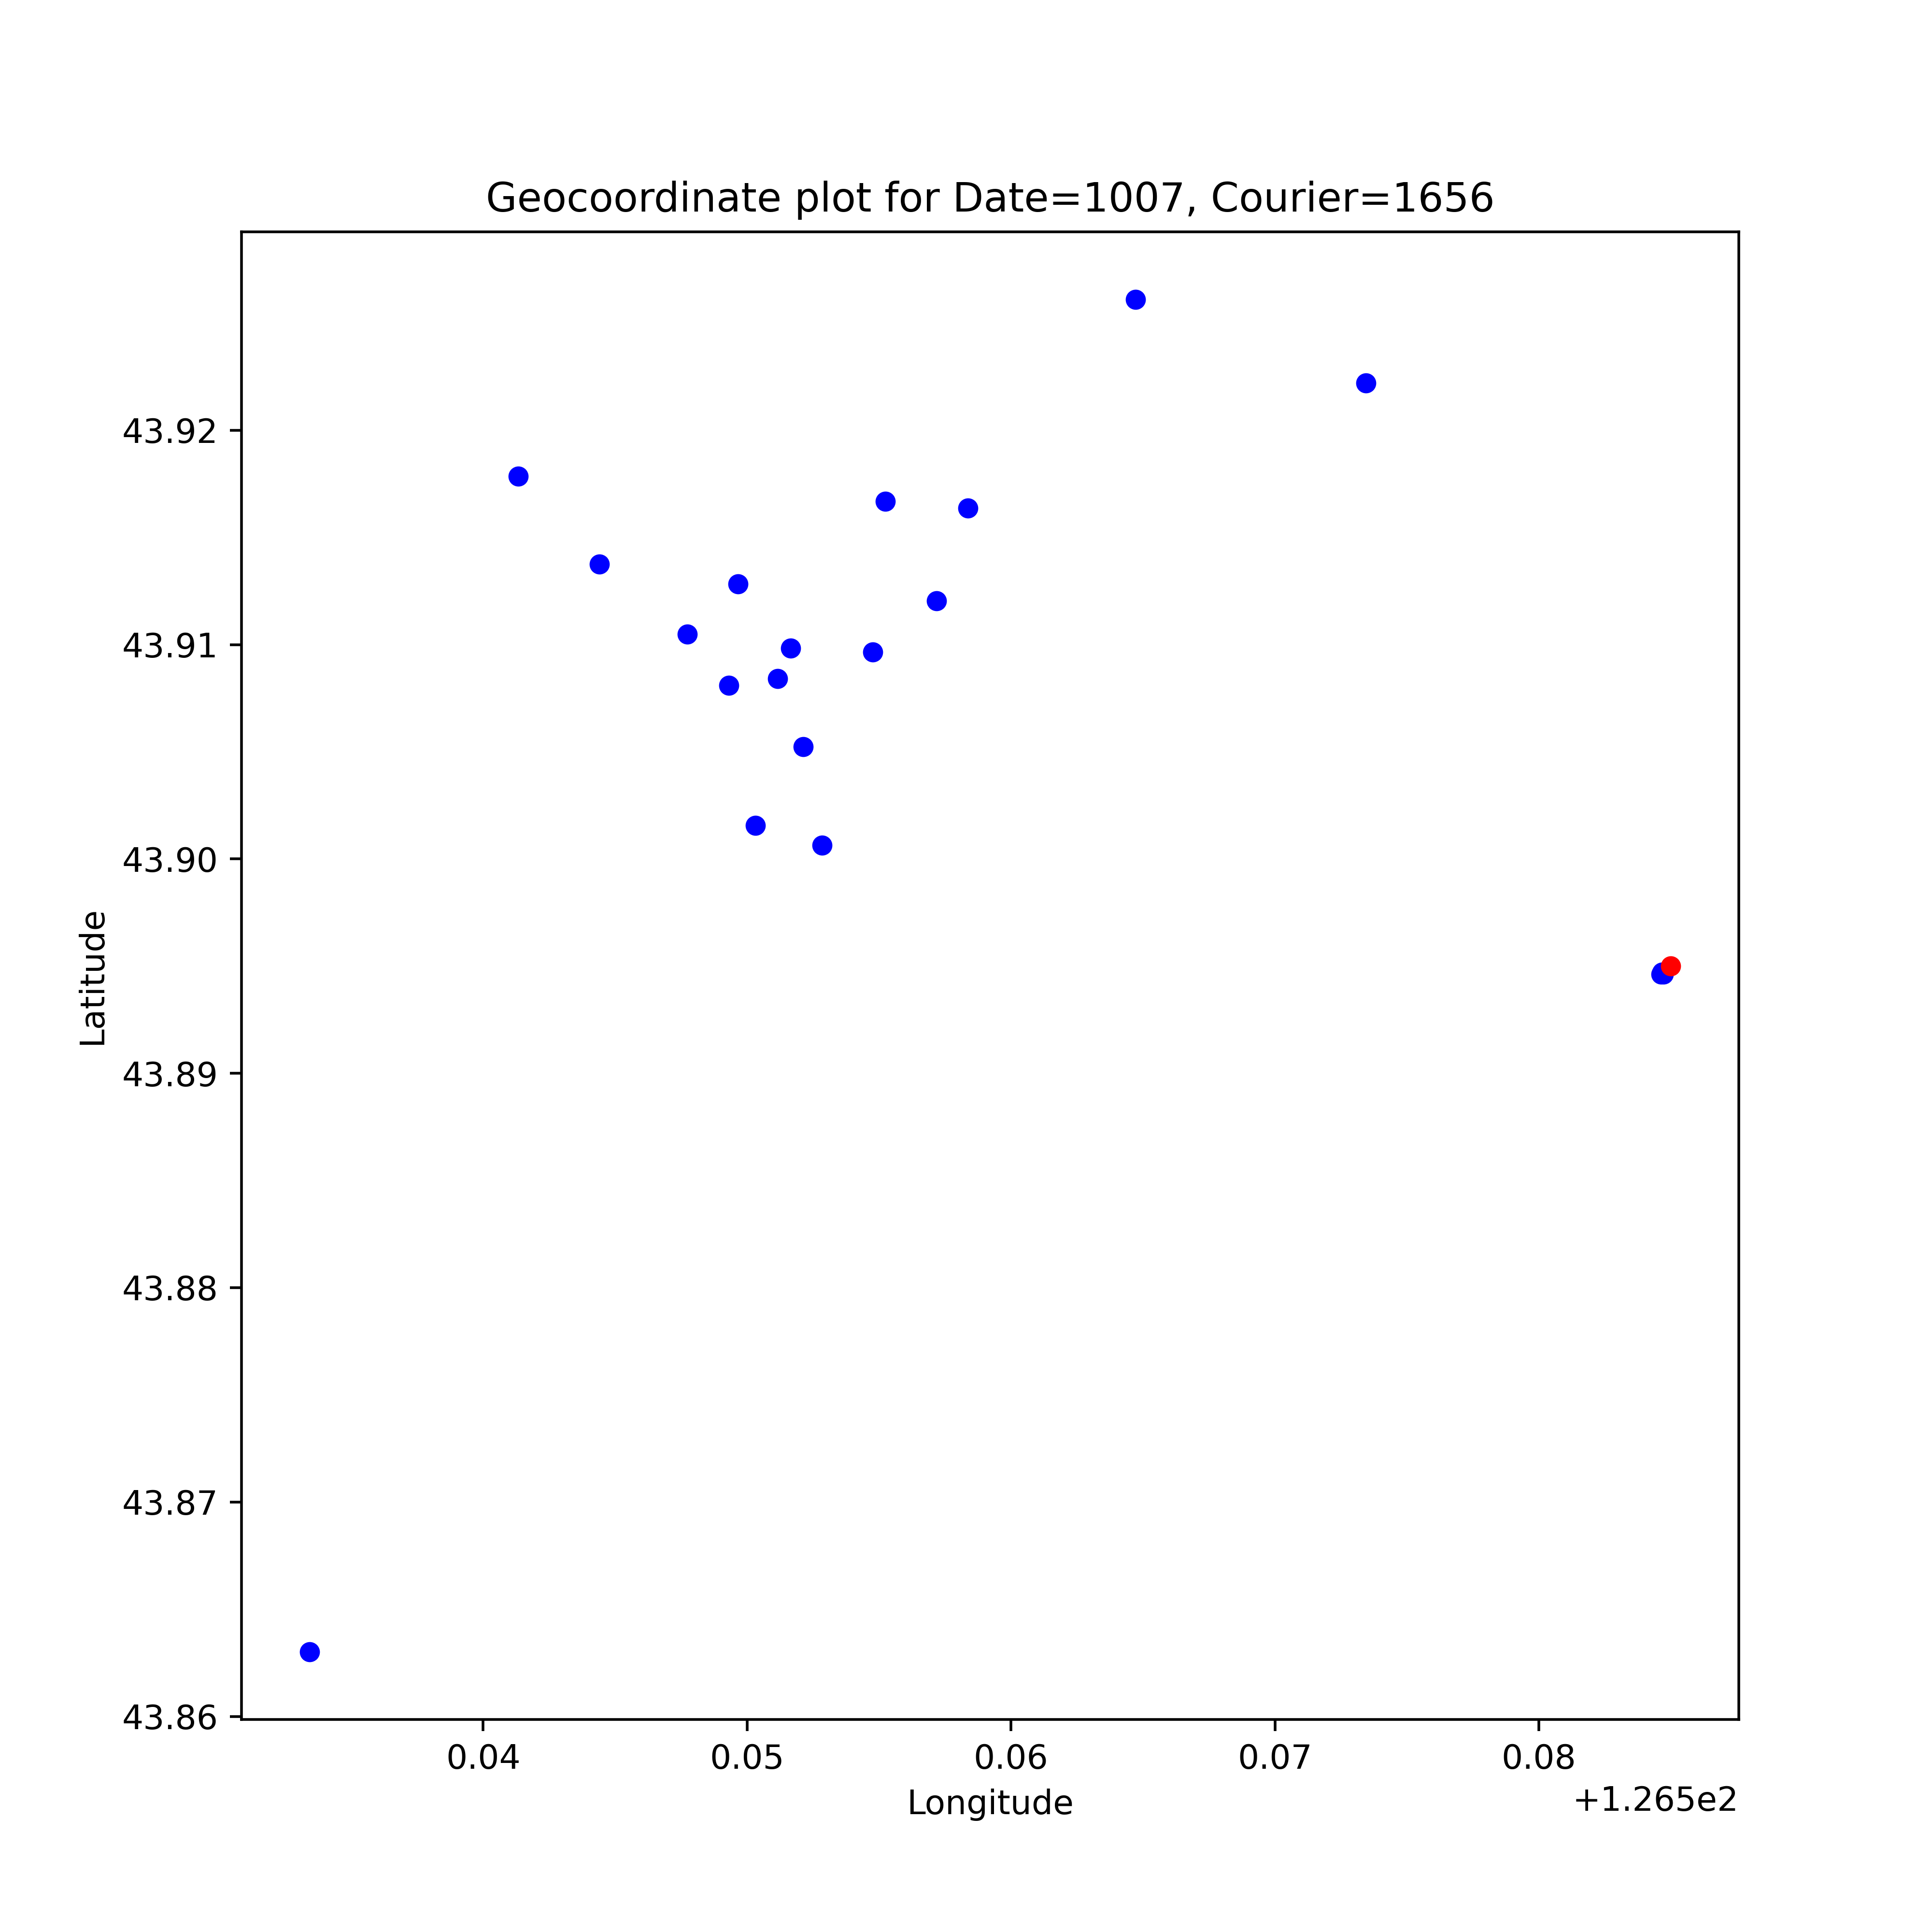 Geocoordinate plot for Date=1007, Courier=1656
43.92
43.91
43.90
43.89
43.88
43.87
43.86
Latitude
0.04 0.05 0.06 0.07 0.08
+1.265e2
Longitude